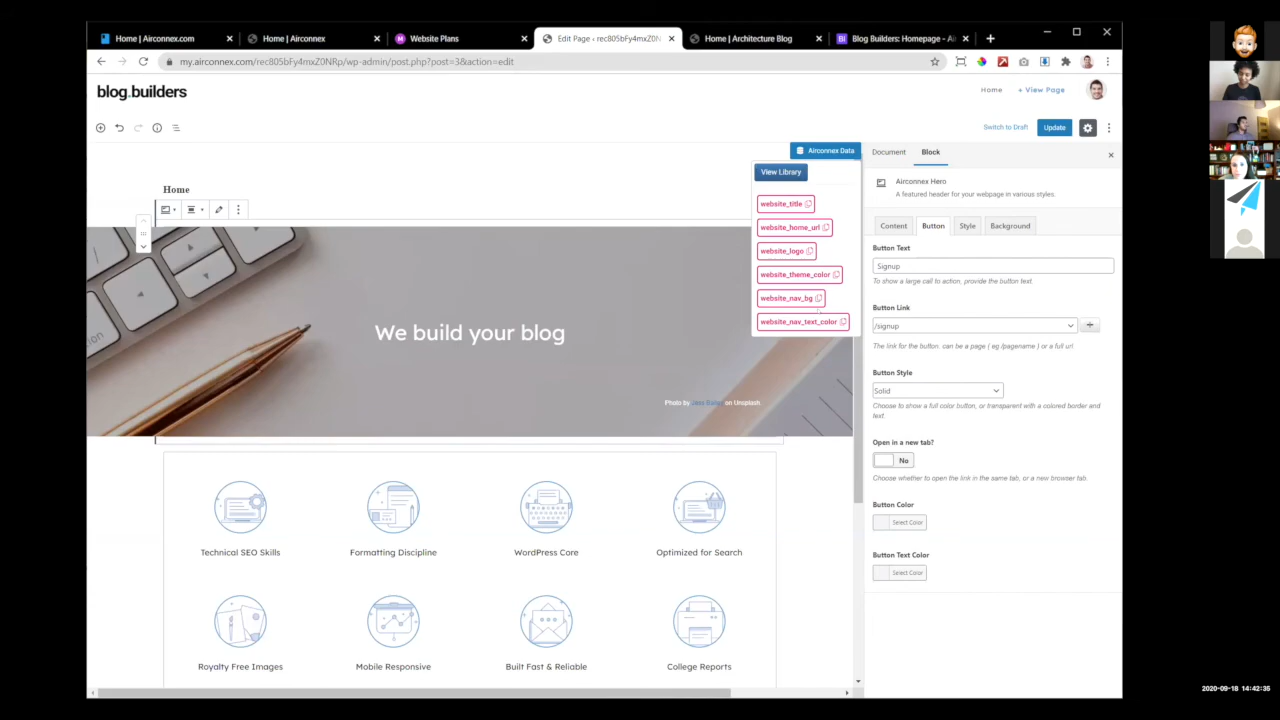 Home | Airconnex.com
Home | Airconnex
Website Plans
Edit Page ‹ rec805bFy4mxZ0N
Home | Architecture Blog
Blog Builders: Homepage - Ai
my.airconnex.com/rec805bFy4mxZ0NRp/wp-admin/post.php?post=3&action=edit
blog.builders
Home
+ View Page
Switch to Draft
Update
Airconnex Data
Document
Block
View Library
Airconnex Hero
A featured header for your webpage in various styles.
Home
website_title
website_home_url
website_logo
website_theme_color
website_nav_bg
website_nav_text_color
Content
Button
Style
Background
Button Text
Signup
To show a large call to action, provide the button text.
Button Link
/signup
The link for the button. can be a page ( eg /pagename ) or a full url
We build your blog
Photo by on Unsplash.
Button Style
Solid
Choose to show a full color button, or transparent with a colored border and
text
Open in a new tab?
No
Choose whether to open the link in the same tab, or a new browser tab.
Button Color
Select Color
Button Text Color
Select Color
Technical SEO Skills
Formatting Discipline
WordPress Core
Optimized for Search
Royalty Free Images
Mobile Responsive
Built Fast & Reliable
College Reports
2020-09-18 14:42:35